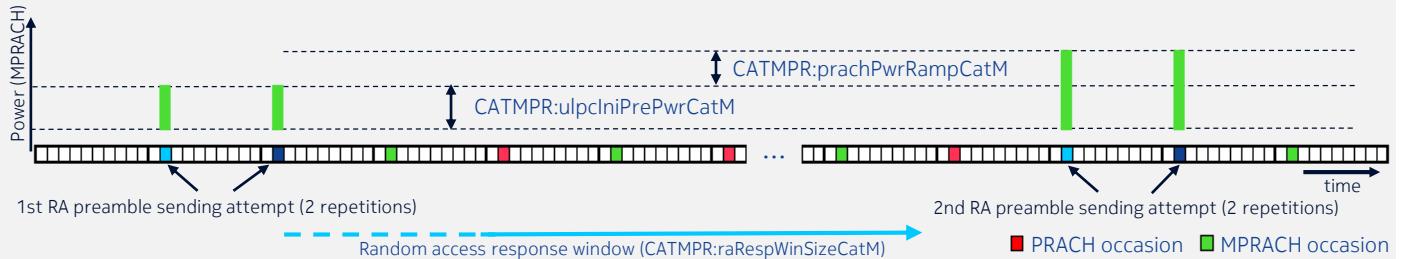 Power (MPRACH)
CATMPR:prachPwrRampCatM
CATMPR:ulpcIniPrePwrCatM
...
time
1st RA preamble sending attempt (2 repetitions)
2nd RA preamble sending attempt (2 repetitions)
Random access response window (CATMPR:raRespWinSizeCatM)
PRACH occasion MPRACH occasion